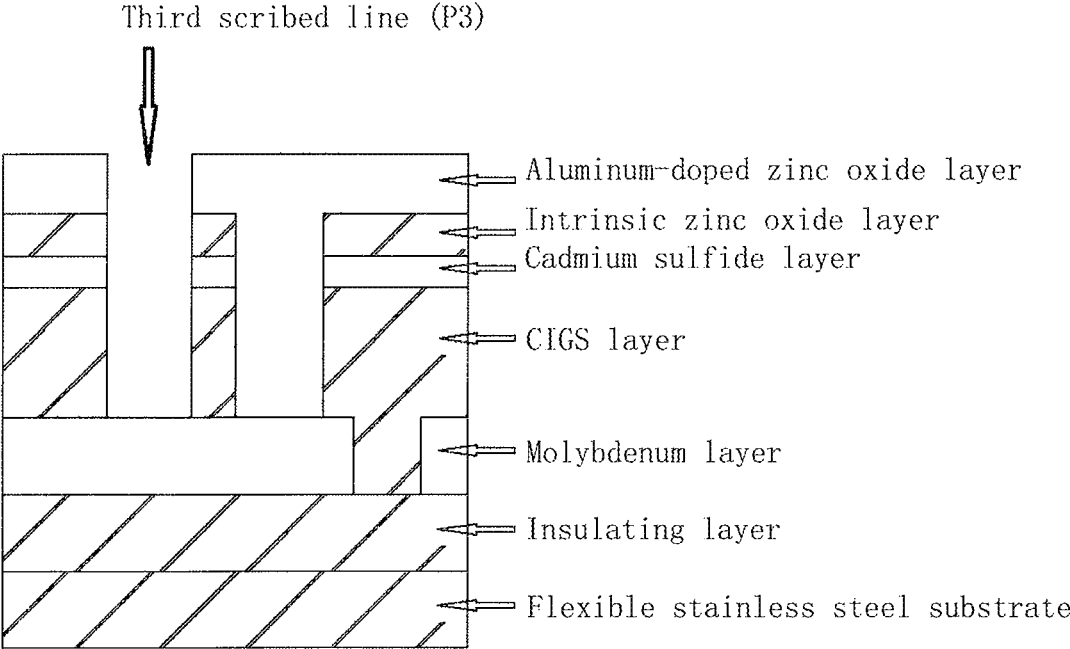 Third scribed line (P3)
Aluminum-doped zinc oxide layer
Intrinsic zinc oxide layer
Cadmium sulfide layer
CIGS layer
Molybdenum layer
Insulating layer
Flexible stainless steel substrate